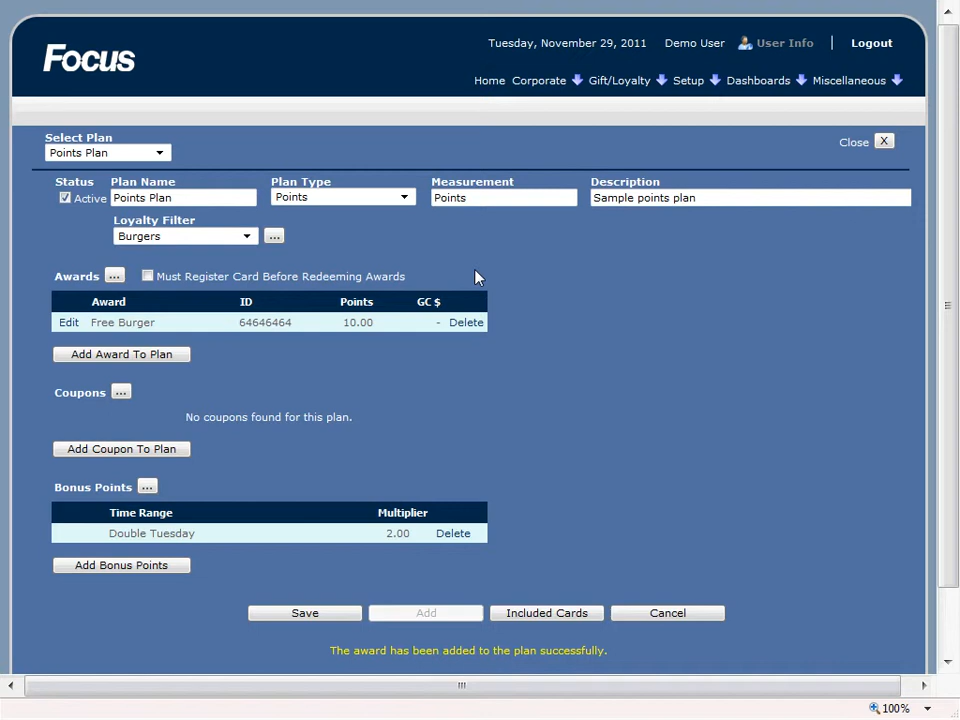 Focus
Tuesday, November 29, 2011 Demo User User Info | Logout
Home Corporate Gift/Loyalty Setup Dashboards Miscellaneous
Select Plan
Points Plan
Close X
Status Plan Name Plan Type Measurement Description
Active Points Plan Points Points Sample points plan
Loyalty Filter
Burgers ...
Awards ... Must Register Card Before Redeeming Awards
Award ID Points GC $
Edit Free Burger 64646464 10.00 - Delete
Add Award To Plan
Coupons ...
No coupons found for this plan.
Add Coupon To Plan
Bonus Points ...
Time Range Multiplier
Double Tuesday 2.00 Delete
Add Bonus Points
Save Add Included Cards Cancel
The award has been added to the plan successfully.
100%